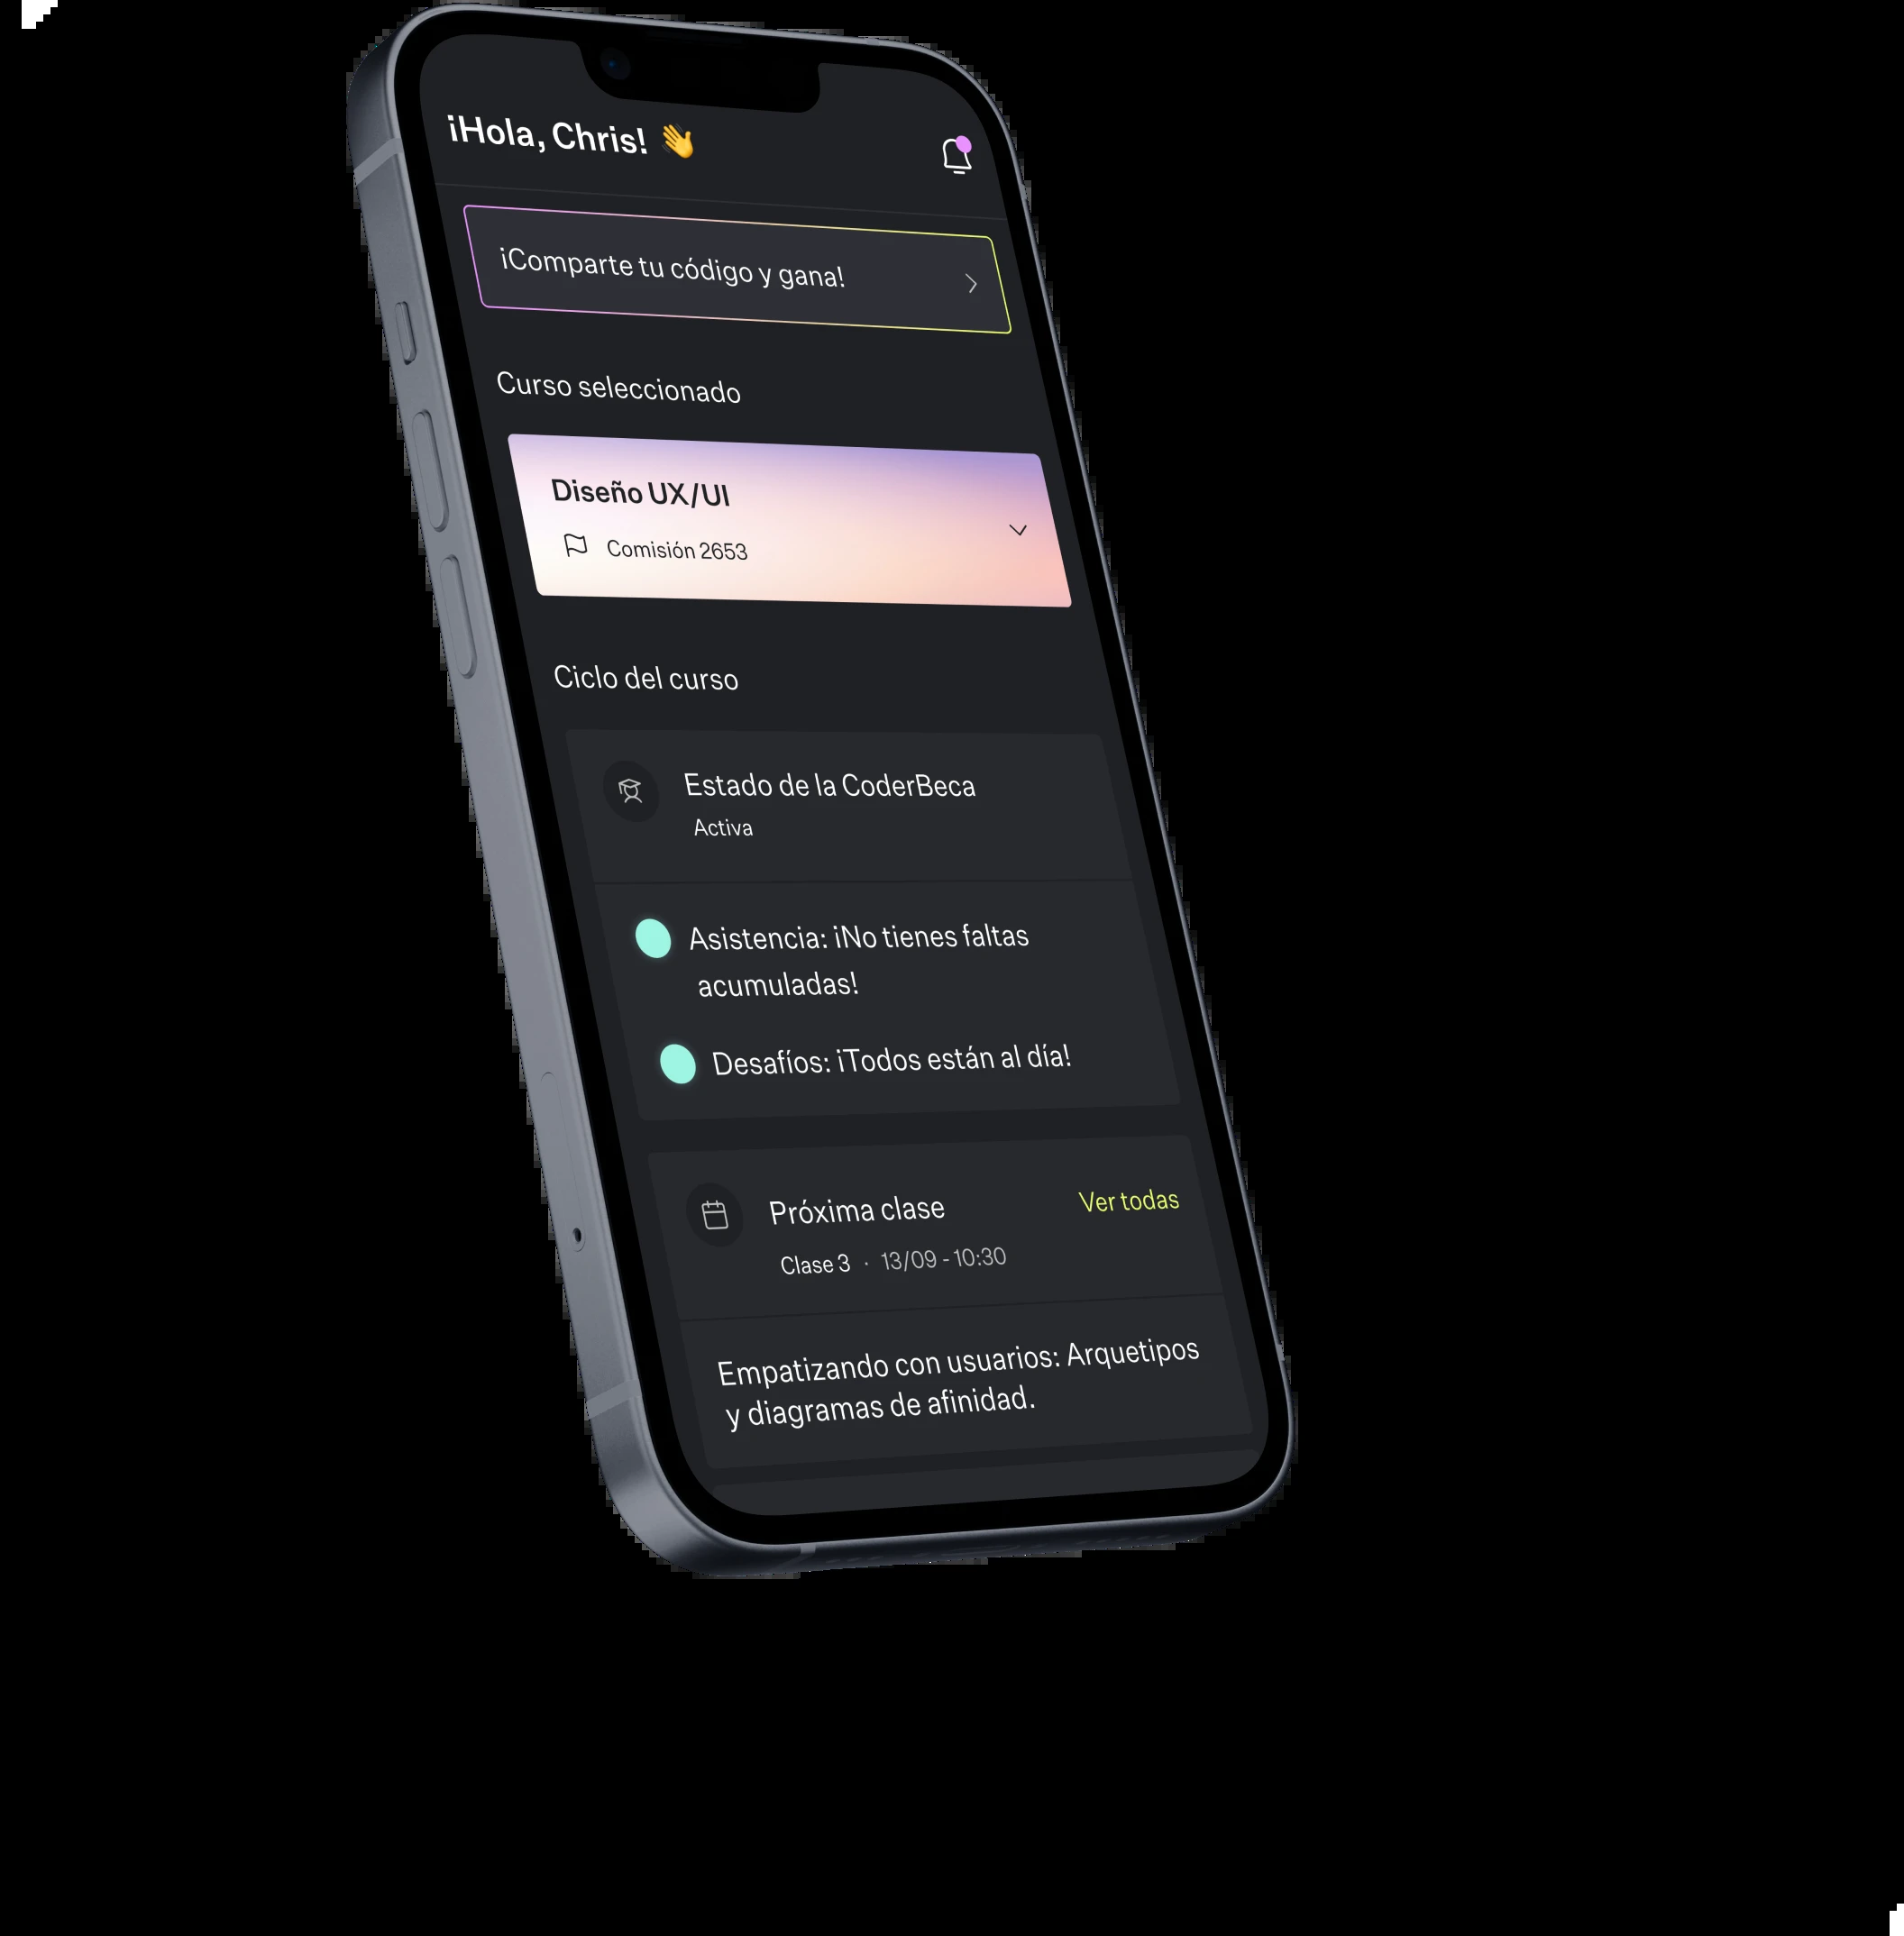 ¡Hola, Chris! 👋
¡Comparte tu código y gana!
Curso seleccionado
Diseño UX/UI
Comisión 2653
Ciclo del curso
Estado de la CoderBeca
Activa
Asistencia: ¡No tienes faltas
acumuladas!
Desafíos: ¡Todos están al día!
Próxima clase
Ver todas
Clase 3 · 13/09 - 10:30
Empatizando con usuarios: Arquetipos
y diagramas de afinidad.